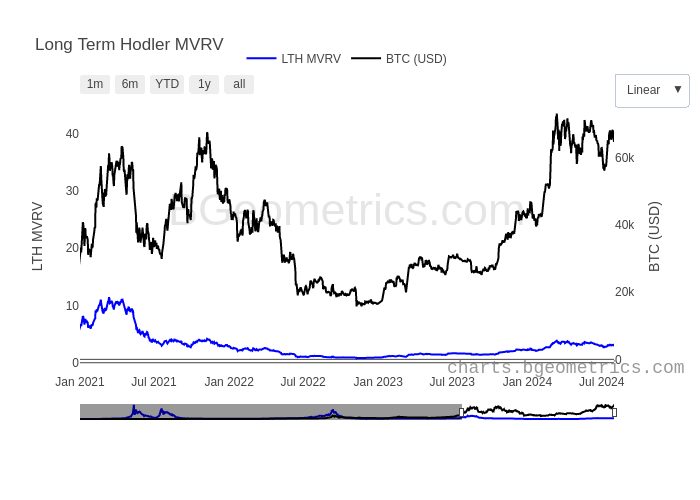 Long Term Hodler MVRV
LTH MVRV
BTC (USD)
1m
6m
YTD
1y
all
Linear ▼
BGeometrics.com
40
30
20
10
0
LTH MVRV
60k
40k
20k
0
BTC (USD)
charts.bgeometrics.com
Jan 2021
Jul 2021
Jan 2022
Jul 2022
Jan 2023
Jul 2023
Jan 2024
Jul 2024